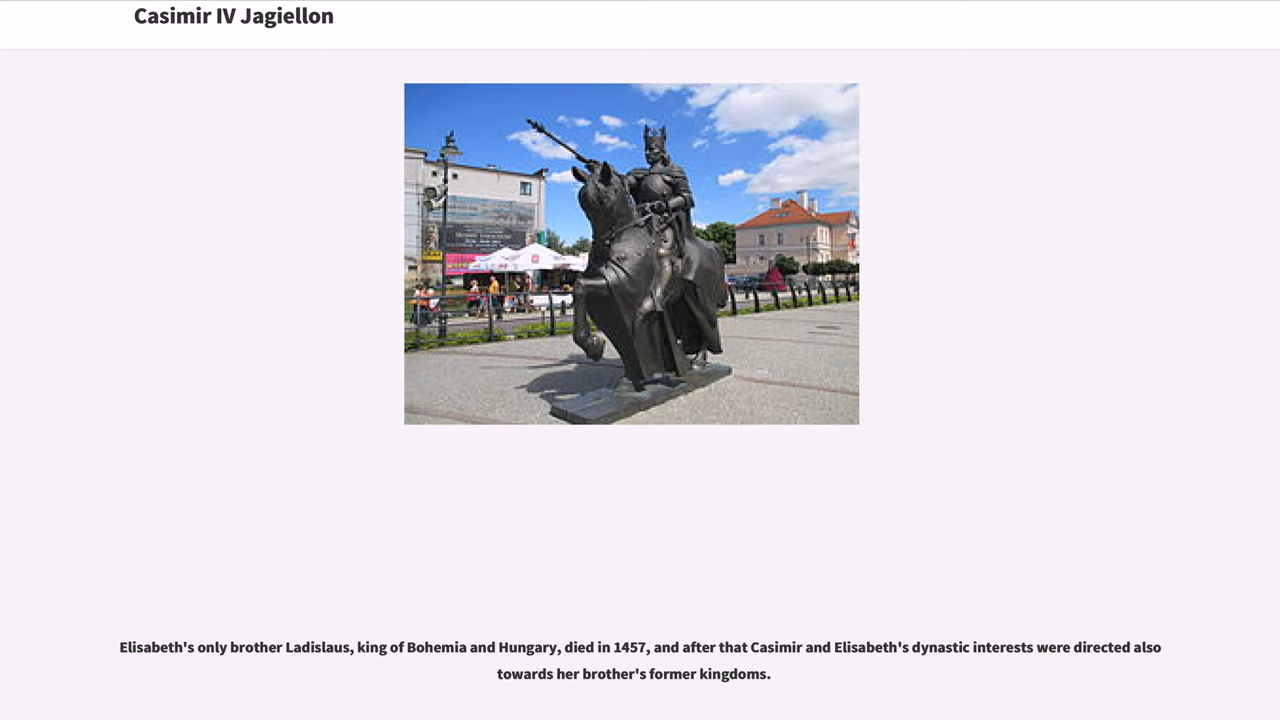 Casimir IV Jagiellon
Elisabeth's only brother Ladislaus, king of Bohemia and Hungary, died in 1457, and after that Casimir and Elisabeth's dynastic interests were directed also
towards her brother's former kingdoms.